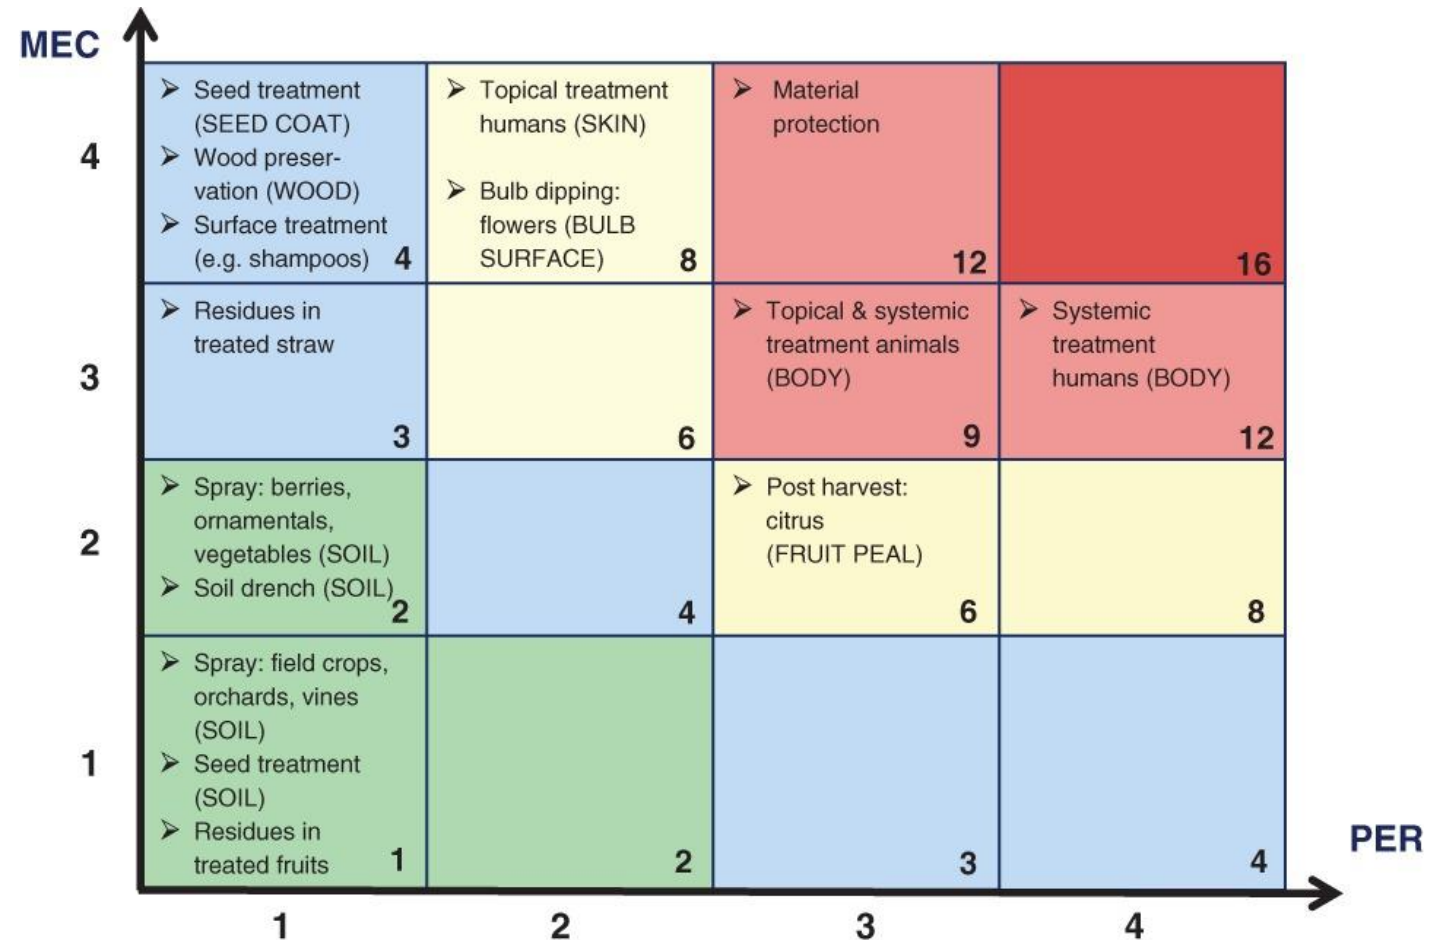 MEC
4
➢ Seed treatment
(SEED COAT)
➢ Wood preser-
vation (WOOD)
➢ Surface treatment
(e.g. shampoos) 4
➢ Topical treatment
humans (SKIN)
➢ Bulb dipping:
flowers (BULB
SURFACE) 8
➢ Material
protection
12
16
3
➢ Residues in
treated straw
3
6
➢ Topical & systemic
treatment animals
(BODY)
9
➢ Systemic
treatment
humans (BODY)
12
2
➢ Spray: berries,
ornamentals,
vegetables (SOIL)
➢ Soil drench (SOIL)
2
4
➢ Post harvest:
citrus
(FRUIT PEAL)
6
8
1
➢ Spray: field crops,
orchards, vines
(SOIL)
➢ Seed treatment
(SOIL)
➢ Residues in
treated fruits 1
2
3
4
PER
1 2 3 4